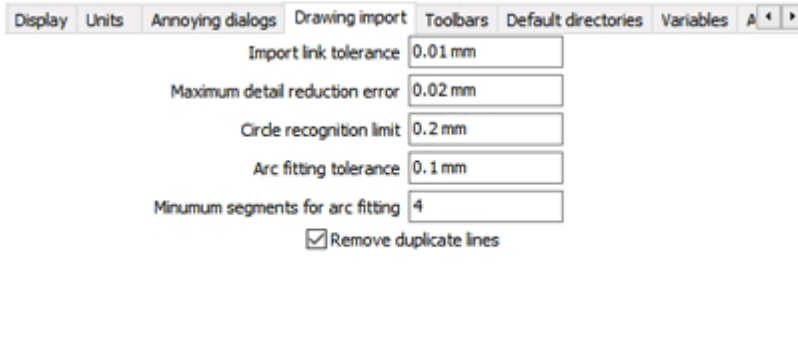 Display Units Annoying dialogs Drawing import Toolbars Default directories Variables A
Import link tolerance 0.01 mm
Maximum detail reduction error 0.02 mm
Circle recognition limit 0.2 mm
Arc fitting tolerance 0.1 mm
Minumum segments for arc fitting 4
Remove duplicate lines